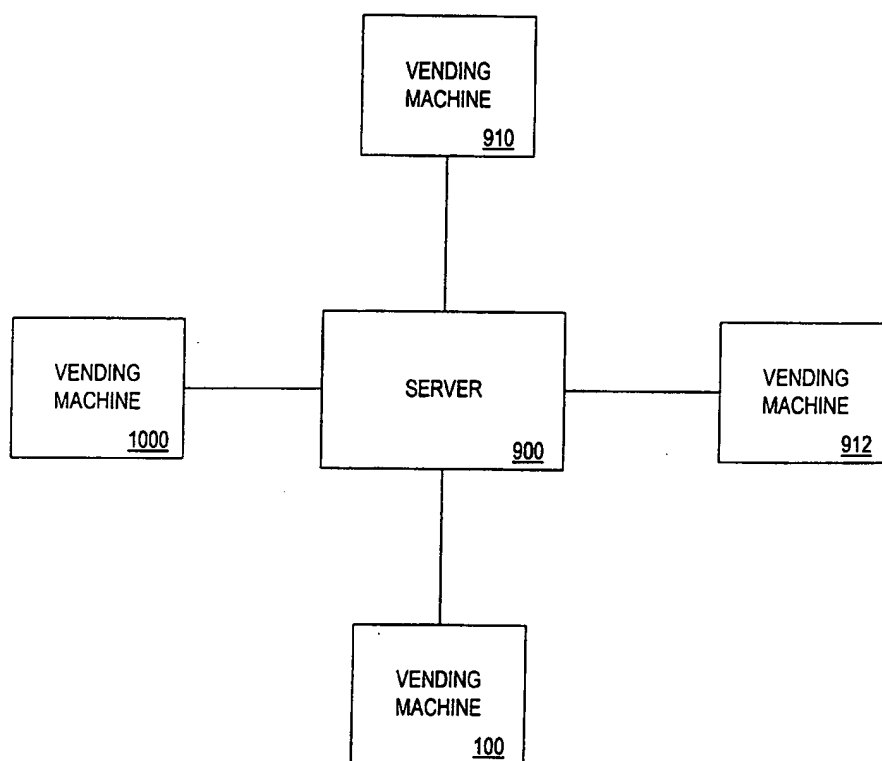 VENDING
MACHINE
910
VENDING
MACHINE
1000
SERVER
900
VENDING
MACHINE
912
VENDING
MACHINE
100